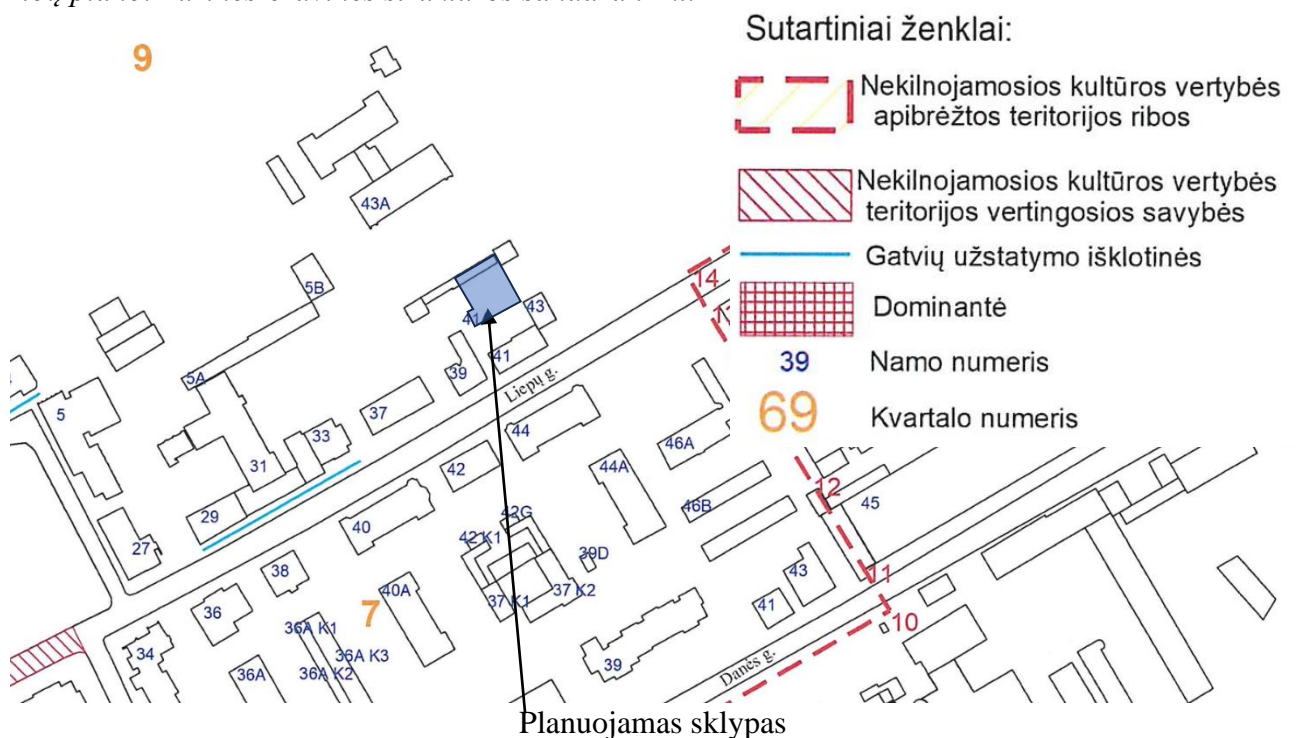 Sutartiniai ženklai:
Nekilnojamosios kultūros vertybės
apibrėžtos teritorijos ribos
Nekilnojamosios kultūros vertybės
teritorijos vertingosios savybės
Gatvių užstatymo išklotinės
Dominantė
39 Namo numeris
69 Kvartalo numeris
9
43A
5B
14
41
43
5A
39
41
Liepų g.
5
37
33
44
46A
31
42
44A
12
45
29
46B
40
42G
27
42 K1
39D
38
43
11
40A
37 K1
37 K2
41
10
36
7
36A K1
34
36A K3
39
36A
36A K2
Danės g.
Planuojamas sklypas